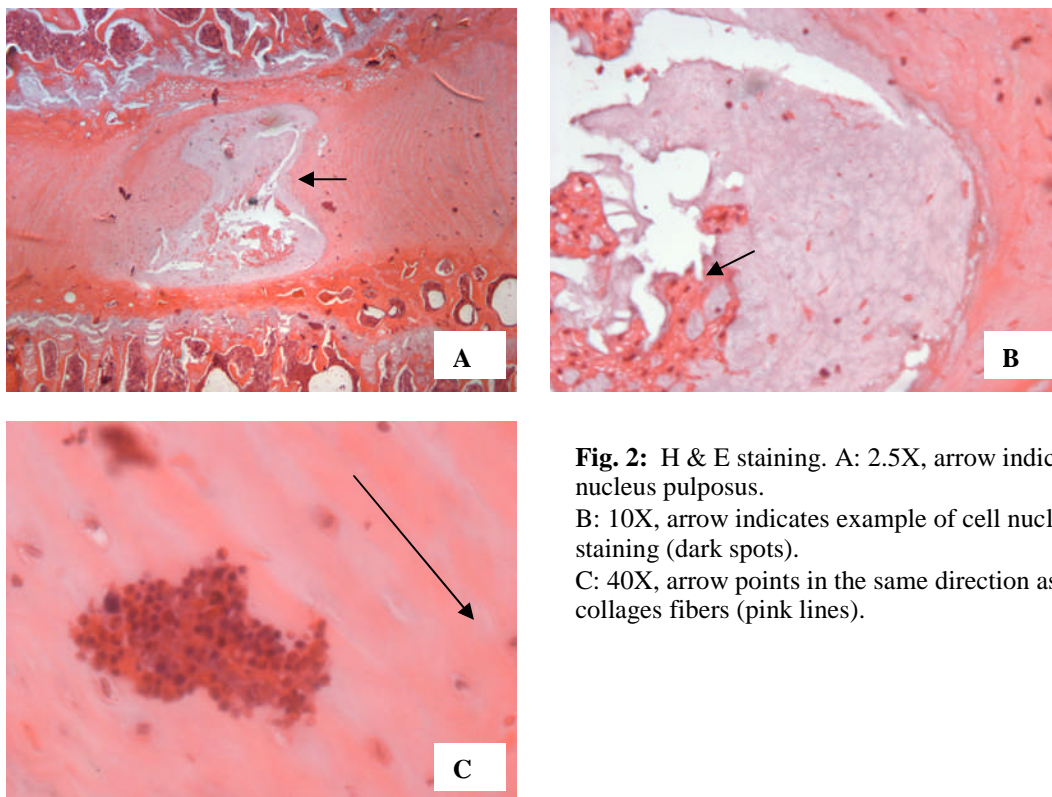 A
B
C
Fig. 2: H & E staining. A: 2.5X, arrow indic
nucleus pulposus.
B: 10X, arrow indicates example of cell nucl
staining (dark spots).
C: 40X, arrow points in the same direction as
collages fibers (pink lines).